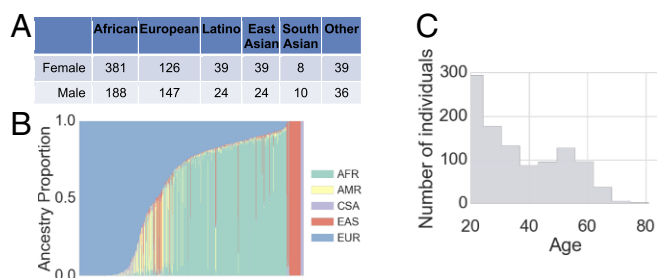 A
African European Latino East Asian South Asian Other
Female 381 126 39 39 8 39
Male 188 147 24 24 10 36
B
Ancestry Proportion
1.0
0.5
0.0
AFR
AMR
CSA
EAS
EUR
C
Number of individuals
300
200
100
0
20 40 60 80
Age